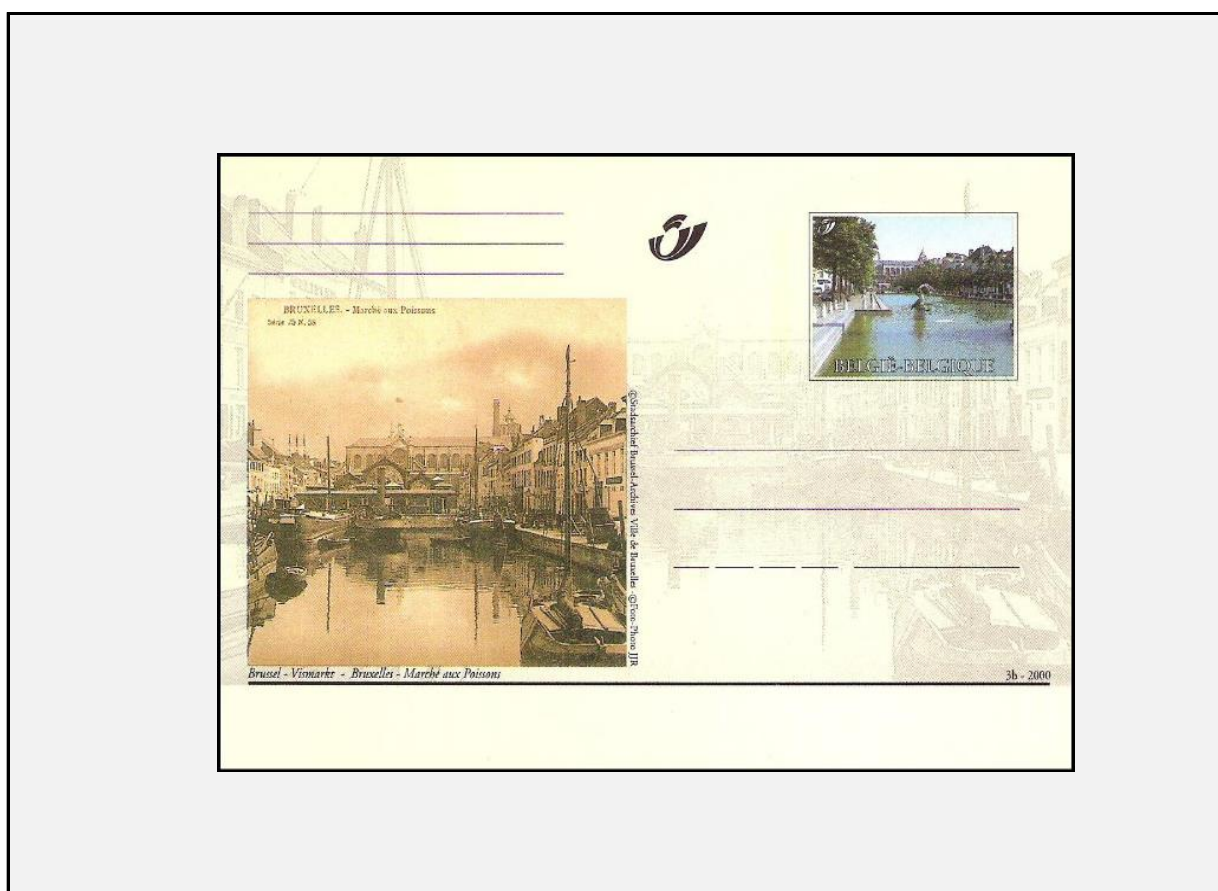 BRUXELLES. - Marché aux Poissons
Série
BELGIË-BELGIQUE
©Stadsarchief Brussel-Archives Ville de Bruxelles -©Foto-Photo JJR
Brussel - Vismarkt - Bruxelles - Marché aux Poissons
3b - 2000